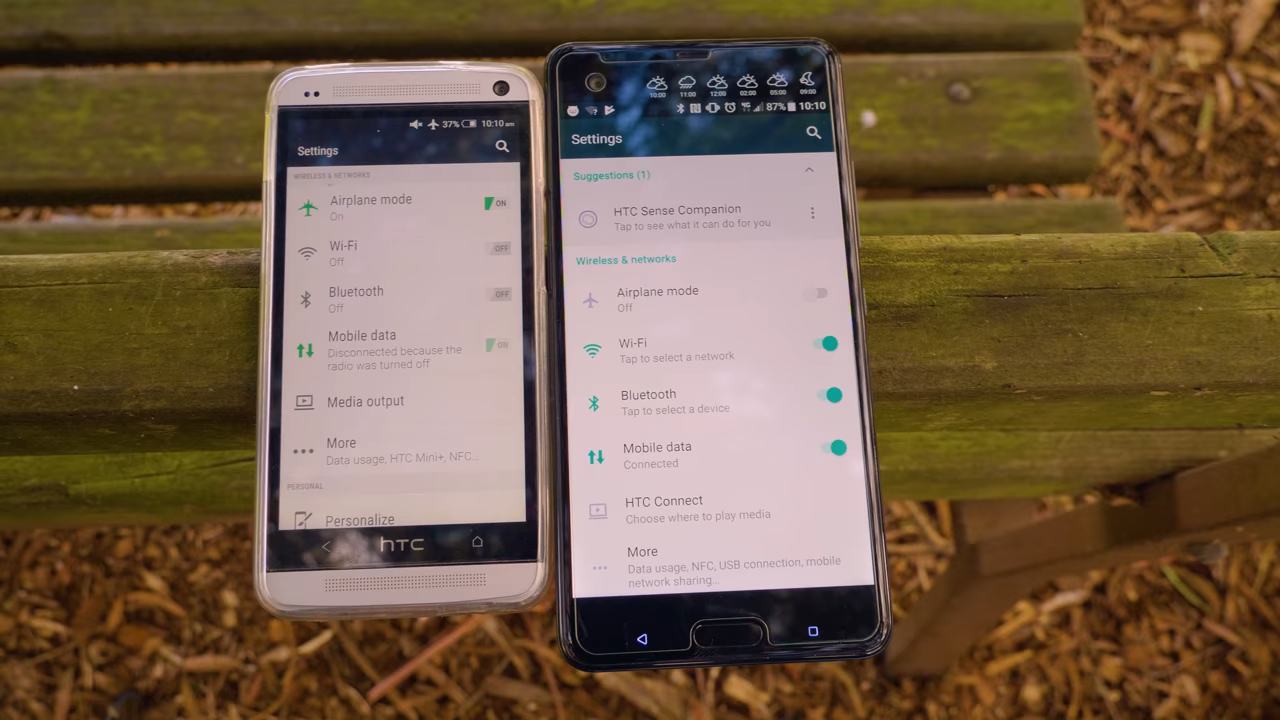 37% 10:10 am
Settings
WIRELESS & NETWORKS
Airplane mode
On
ON
Wi-Fi
Off
OFF
Bluetooth
Off
OFF
Mobile data
Disconnected because the
radio was turned off
ON
Media output
More
Data usage, HTC Mini+, NFC...
PERSONAL
Personalize
hTC
10:00 11:00 12:00 02:00 05:00 09:00
4G 87% 10:10
Settings
Suggestions (1)
HTC Sense Companion
Tap to see what it can do for you
Wireless & networks
Airplane mode
Off
Wi-Fi
Tap to select a network
Bluetooth
Tap to select a device
Mobile data
Connected
HTC Connect
Choose where to play media
More
Data usage, NFC, USB connection, mobile
network sharing...